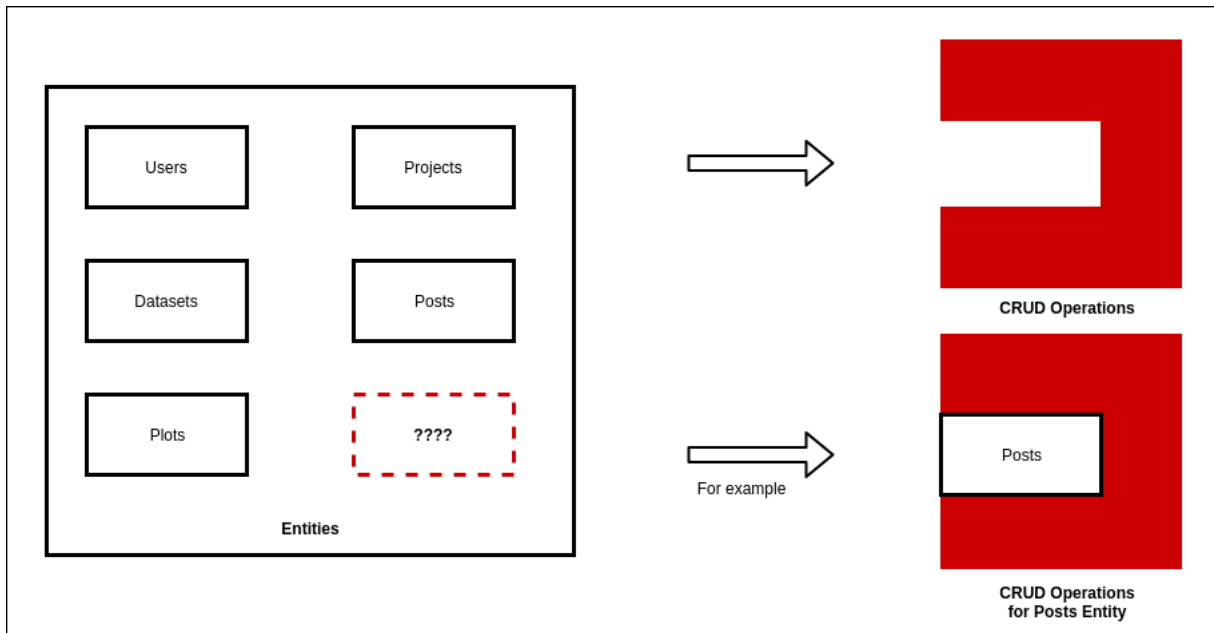 Users
Projects
Datasets
Posts
Plots
????
Entities
For example
CRUD Operations
Posts
CRUD Operations
for Posts Entity